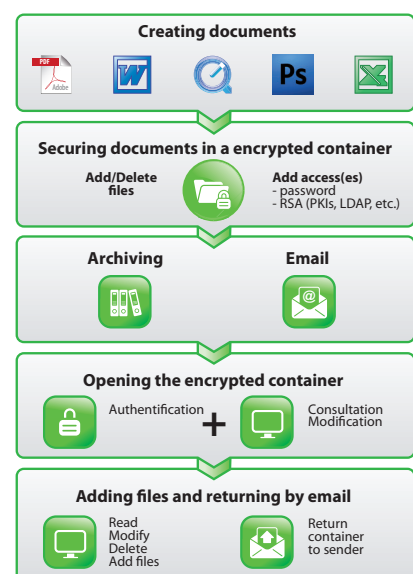 Creating documents
PDF
Adobe
W
Ps
X
Securing documents in a encrypted container
Add/Delete
files
Add access(es)
- password
- RSA (PKIs, LDAP, etc.)
Archiving
Email
@
Opening the encrypted container
Authentification
+
Consultation
Modification
Adding files and returning by email
Read
Modify
Delete
Add files
Return
container
to sender